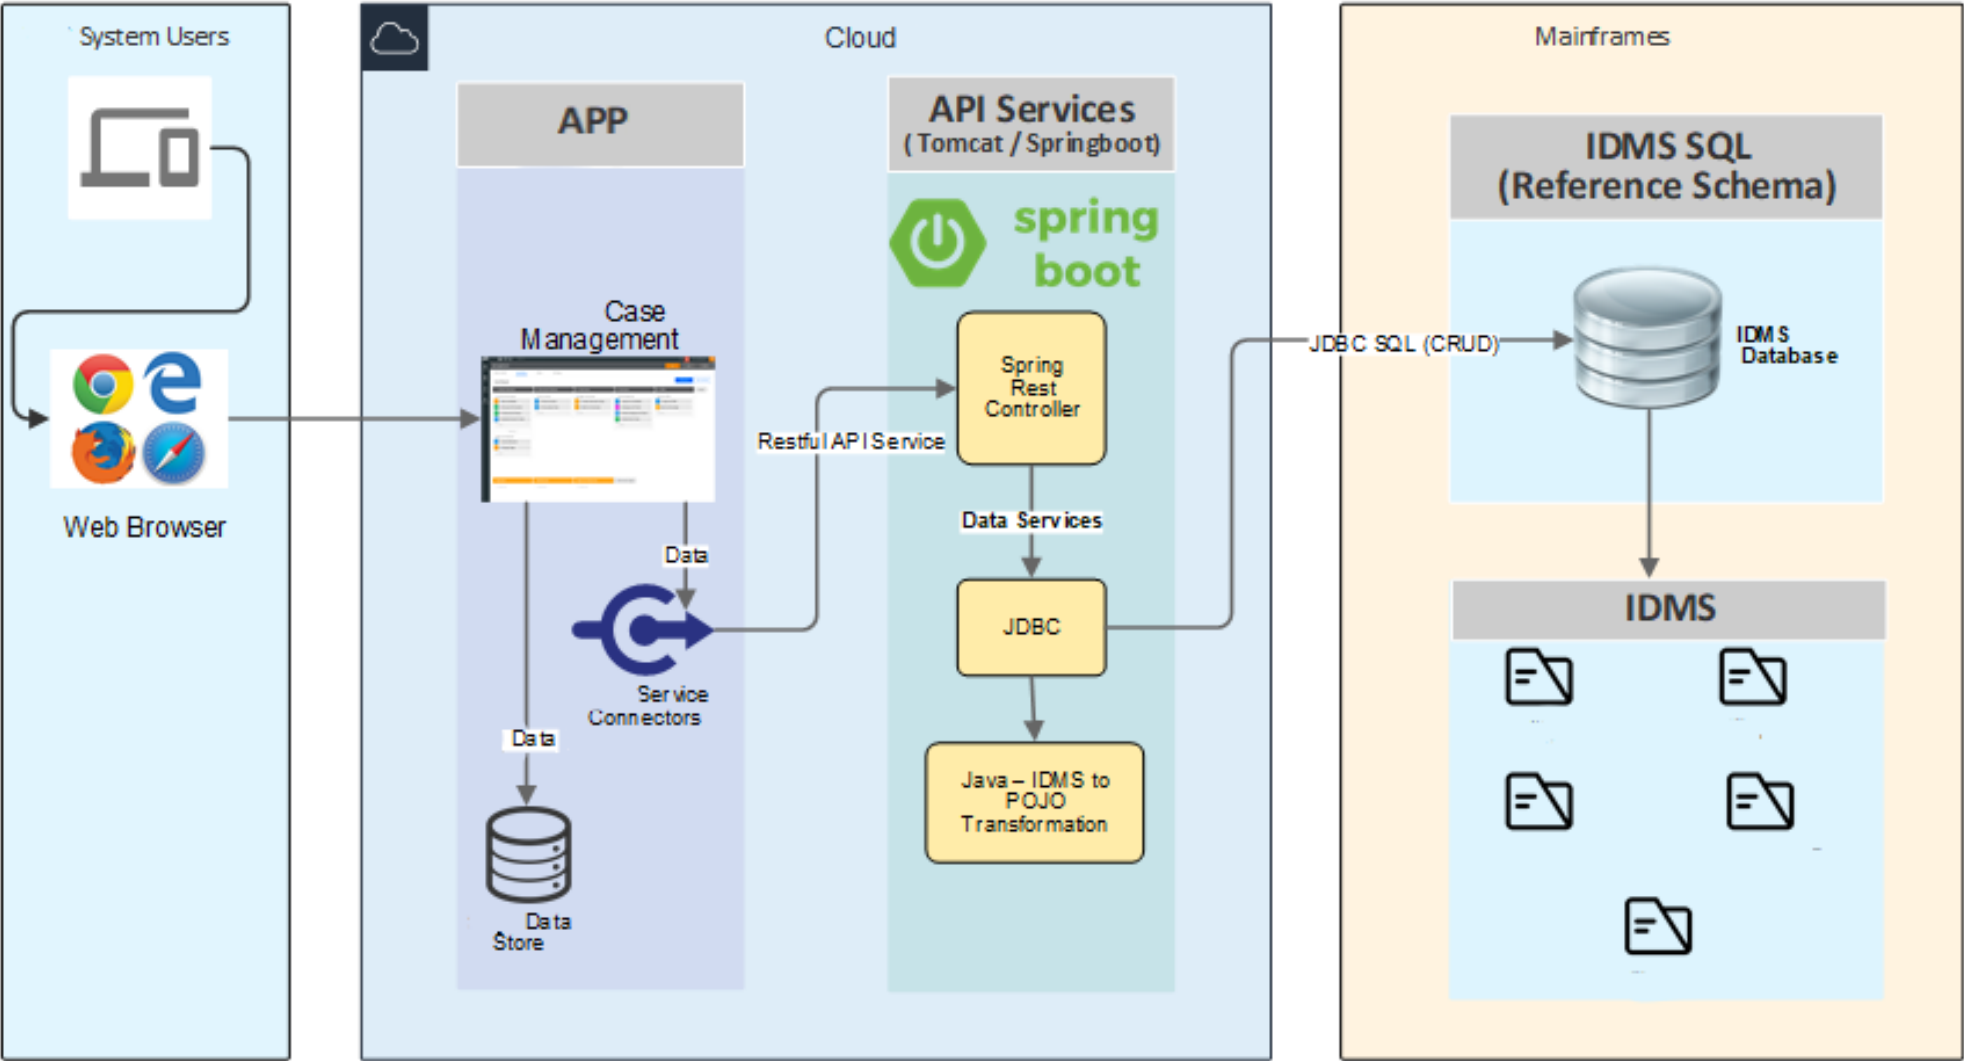 System Users
Web Browser
Cloud
APP
Case
Management
Data
Service
Connectors
Data
Data
Store
Restful API Service
API Services
( Tomcat / Springboot)
spring
boot
Spring
Rest
Controller
Data Services
JDBC
Java – IDMS to
POJO
Transformation
JDBC SQL (CRUD)
Mainframes
IDMS SQL
(Reference Schema)
IDMS
Database
IDMS